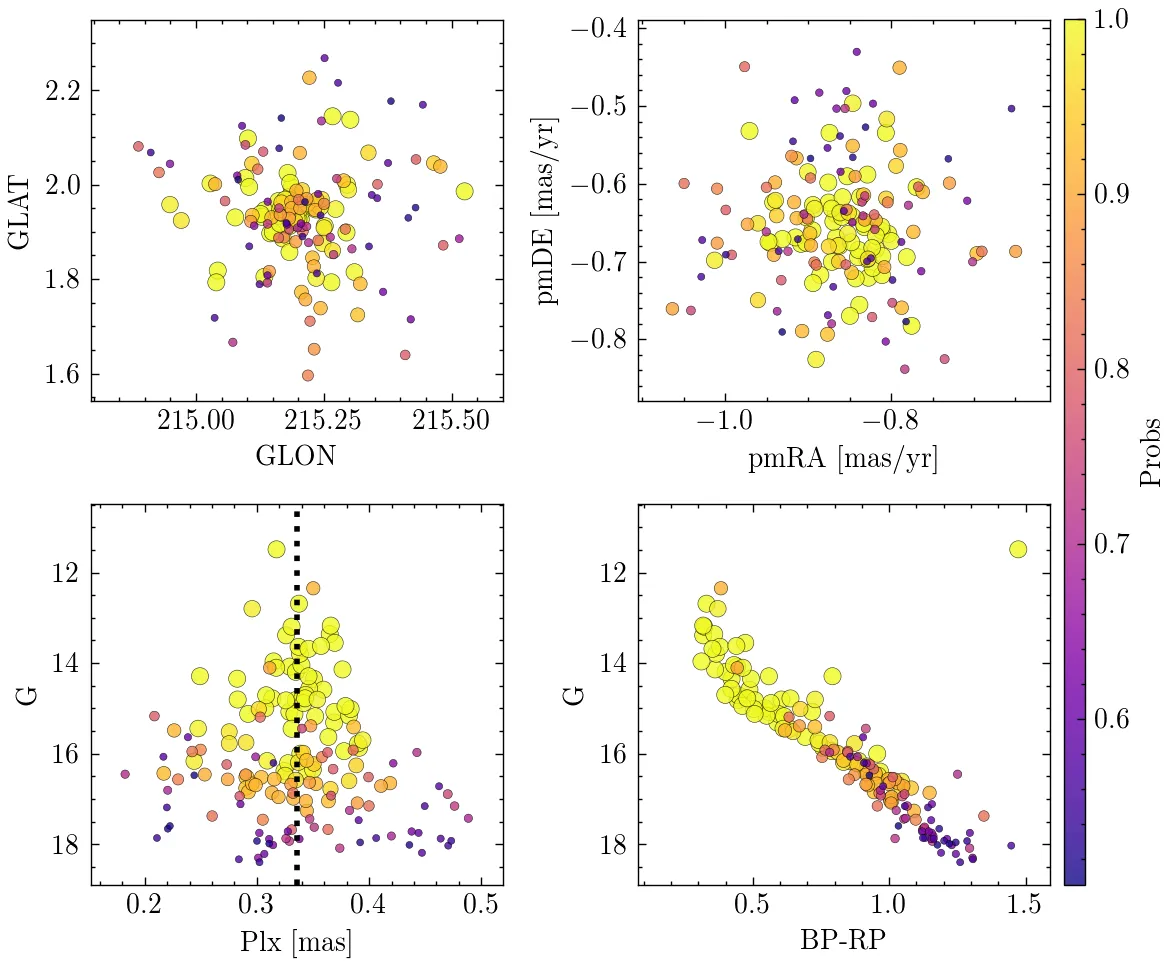 2.2
2.0
1.8
1.6
GLAT
215.00 215.25 215.50
GLON
−0.4
−0.5
−0.6
−0.7
−0.8
pmDE [mas/yr]
−1.0 −0.8
pmRA [mas/yr]
12
14
16
18
G
0.2 0.3 0.4 0.5
Plx [mas]
12
14
16
18
G
0.5 1.0 1.5
BP-RP
1.0
0.9
0.8
0.7
0.6
Probs